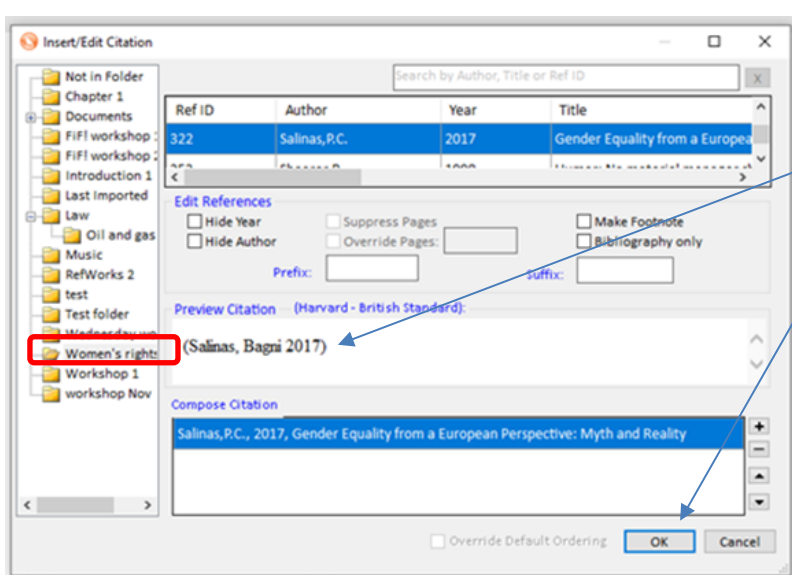 Insert/Edit Citation
Search by Author, Title or Ref ID X
Not in Folder
Chapter 1
Documents
FiF! workshop
FiF! workshop
Introduction 1
Last Imported
Law
Oil and gas
Music
RefWorks 2
test
Test folder
Wednesday wo
Women's rights
Workshop 1
workshop Nov
Ref ID Author Year Title
322 Salinas,P.C. 2017 Gender Equality from a Europea
Edit References
Hide Year Suppress Pages Make Footnote
Hide Author Override Pages: Bibliography only
Prefix: Suffix:
Preview Citation (Harvard - British Standard):
(Salinas, Bagni 2017)
Compose Citation
Salinas,P.C., 2017, Gender Equality from a European Perspective: Myth and Reality
Override Default Ordering OK Cancel